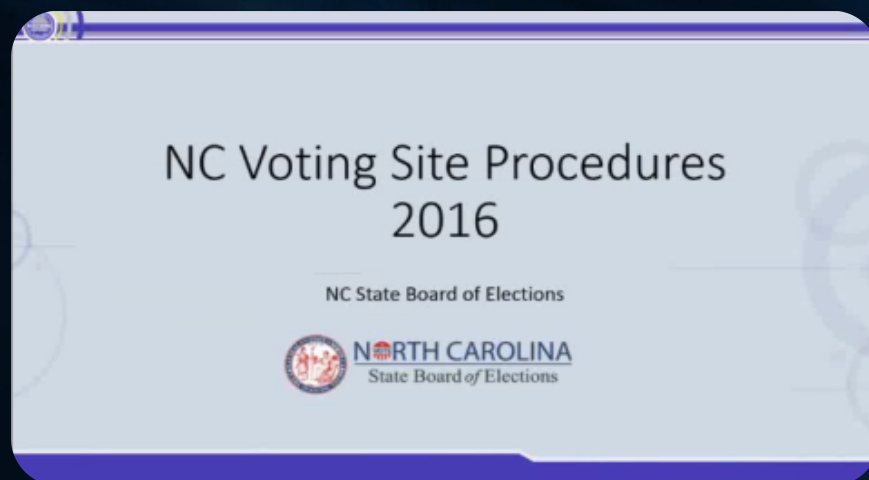 NC Voting Site Procedures
2016
NC State Board of Elections
NORTH CAROLINA
State Board of Elections